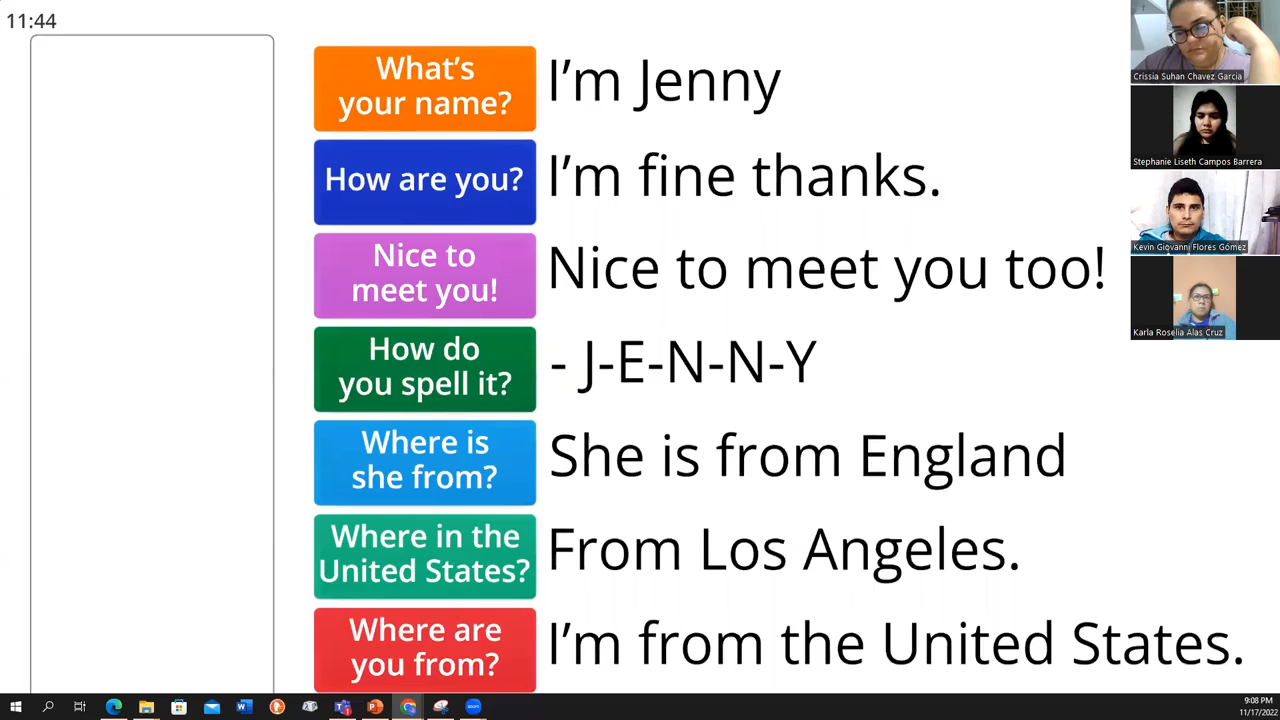 11:44
What's
your name?
I'm Jenny
How are you?
I'm fine thanks.
Nice to
meet you!
Nice to meet you too!
How do
you spell it?
- J-E-N-N-Y
Where is
she from?
She is from England
Where in the
United States?
From Los Angeles.
Where are
you from?
I'm from the United States.
Crissia Suhan Chavez Garcia
Stephanie Liseth Campos Barrera
Kevin Giovanni Flores Gómez
Karla Roselia Alas Cruz
9:08 PM
11/17/2022